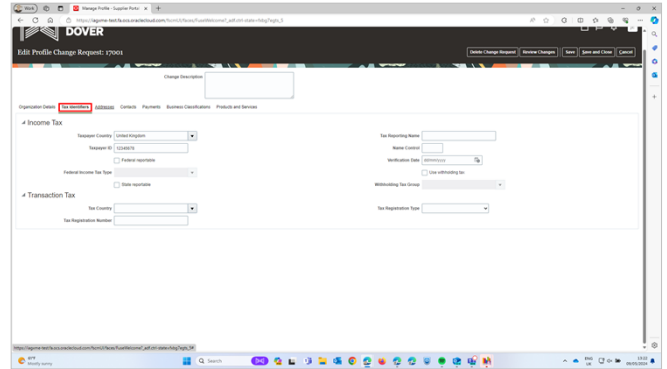 Work
Manage Profile - Supplier Portal
DOVER
Edit Profile Change Request: 17001
Delete Change Request Review Changes Save Save and Close Cancel
Change Description
Organization Details Tax Identifiers Addresses Contacts Payments Business Classifications Products and Services
Income Tax
Taxpayer Country United Kingdom
Tax Reporting Name
Taxpayer ID 12345678
Name Control
Federal reportable
Verification Date
Federal Income Tax Type
Use withholding tax
State reportable
Withholding Tax Group
Transaction Tax
Tax Country
Tax Registration Type
Tax Registration Number
Mostly sunny
Search
ENG
UK